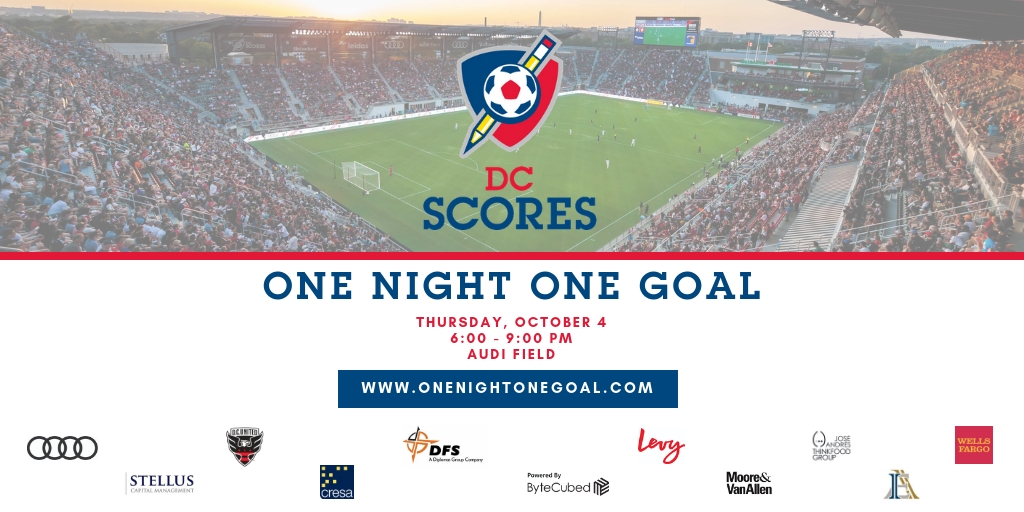 DC
SCORES
ONE NIGHT ONE GOAL
THURSDAY, OCTOBER 4
6:00 - 9:00 PM
AUDI FIELD
WWW.ONENIGHTONEGOAL.COM
D.C. UNITED
DFS
A Diplomat Group Company
Levy
JOSE
ANDRES
THINKFOOD
GROUP
WELLS
FARGO
STELLUS
CAPITAL MANAGEMENT
cresa
Powered By
ByteCubed
Moore&
VanAllen